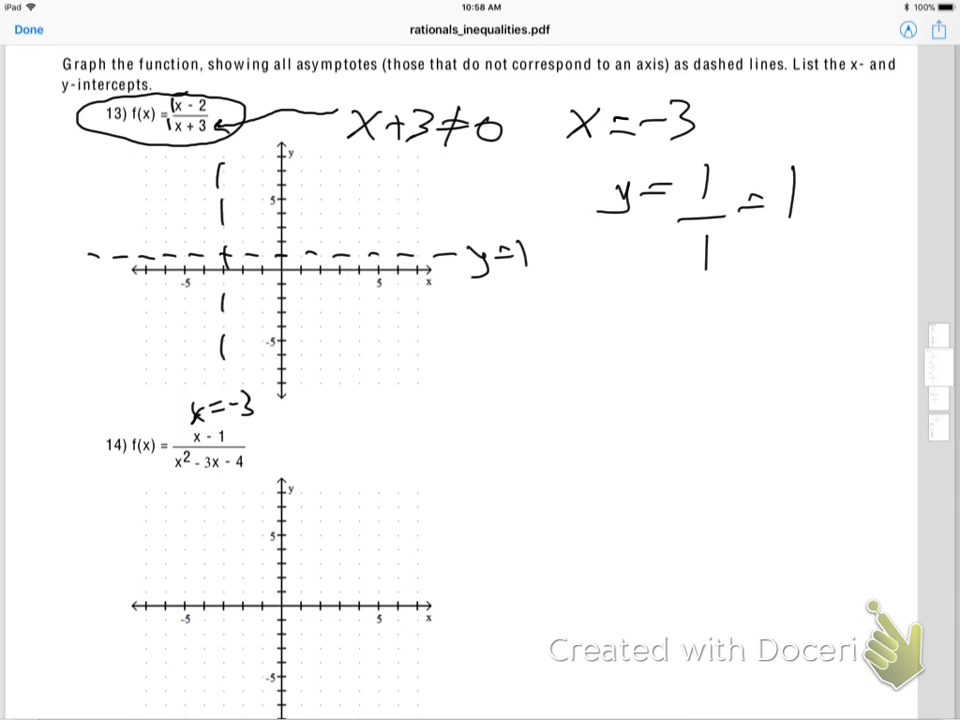 iPad 10:58 AM 100%
Done rationals_inequalities.pdf
Graph the function, showing all asymptotes (those that do not correspond to an axis) as dashed lines. List the x- and
y-intercepts.
13) f(x) = (x - 2)/(x + 3)
x+3≠0 x=-3
y = 1/1 = 1
y
5
y=1
-5 5 x
-5
x=-3
14) f(x) = (x - 1)/(x² - 3x - 4)
y
5
-5 5 x
Created with Doceri
-5